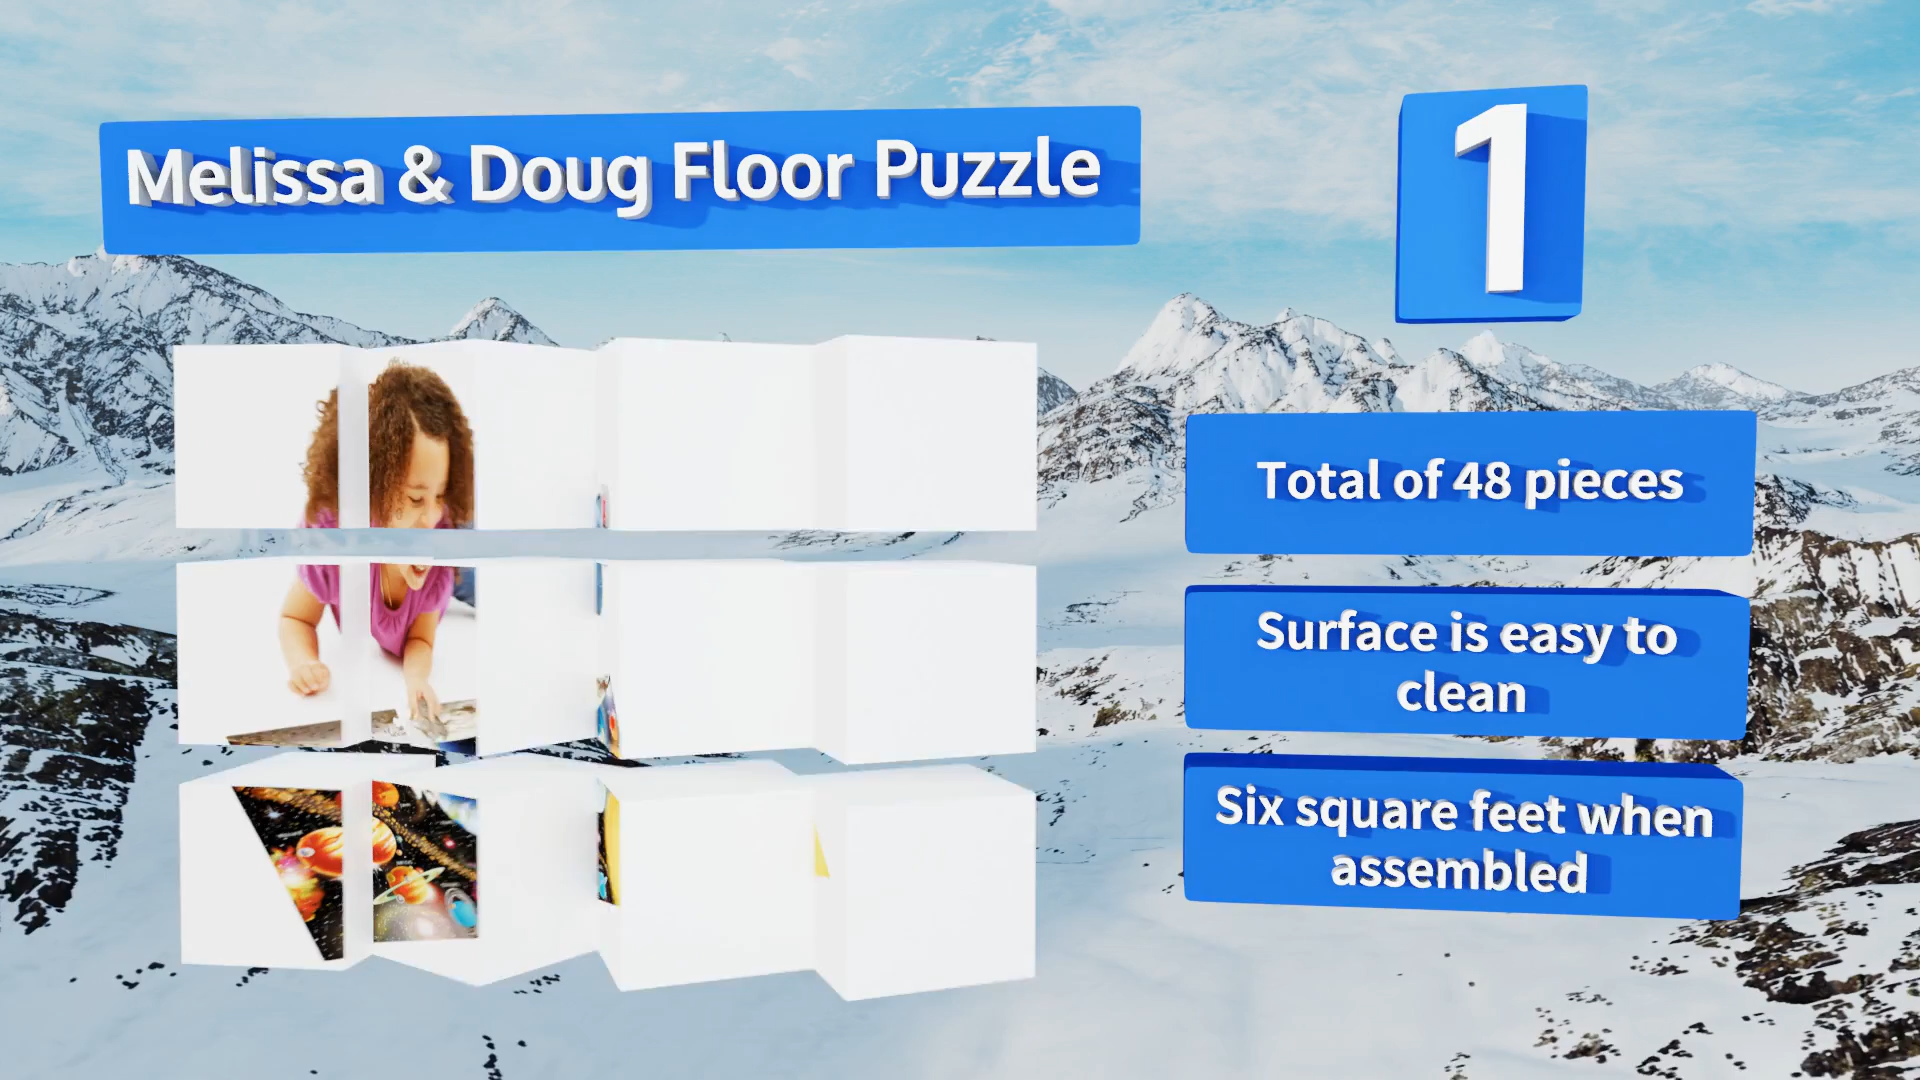 Melissa & Doug Floor Puzzle
1
Total of 48 pieces
Surface is easy to
clean
Six square feet when
assembled